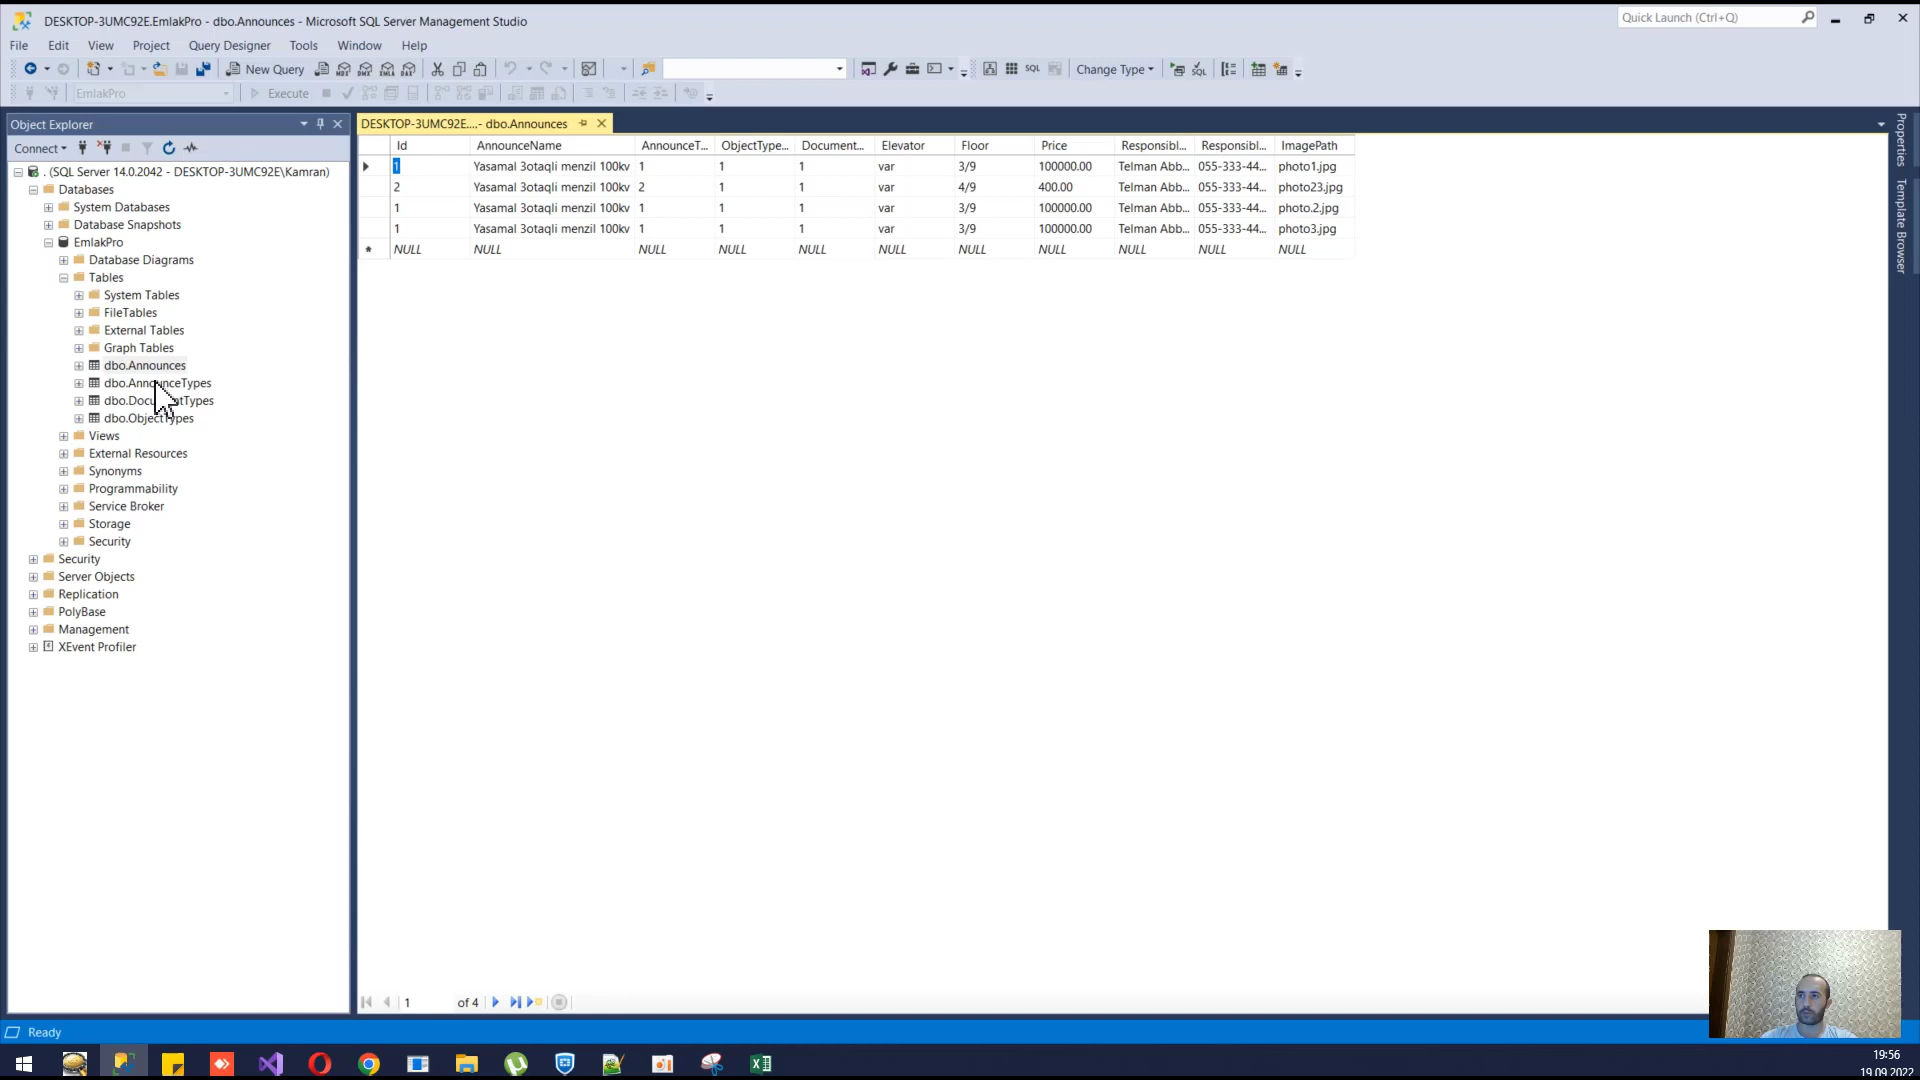 DESKTOP-3UMC92E.EmlakPro - dbo.Announces - Microsoft SQL Server Management Studio
Quick Launch (Ctrl+Q)
File Edit View Project Query Designer Tools Window Help
New Query
SQL
Change Type
EmlakPro
Execute
Object Explorer
DESKTOP-3UMC92E....- dbo.Announces
Properties
Template Browser
Connect
. (SQL Server 14.0.2042 - DESKTOP-3UMC92E\Kamran)
Databases
System Databases
Database Snapshots
EmlakPro
Database Diagrams
Tables
System Tables
FileTables
External Tables
Graph Tables
dbo.Announces
dbo.AnnounceTypes
dbo.DocumentTypes
dbo.ObjectTypes
Views
External Resources
Synonyms
Programmability
Service Broker
Storage
Security
Security
Server Objects
Replication
PolyBase
Management
XEvent Profiler
Id AnnounceName AnnounceT... ObjectType... Document... Elevator Floor Price Responsibl... Responsibl... ImagePath
1 Yasamal 3otaqli menzil 100kv 1 1 1 var 3/9 100000.00 Telman Abb... 055-333-44... photo1.jpg
2 Yasamal 3otaqli menzil 100kv 2 1 1 var 4/9 400.00 Telman Abb... 055-333-44... photo23.jpg
1 Yasamal 3otaqli menzil 100kv 1 1 1 var 3/9 100000.00 Telman Abb... 055-333-44... photo.2.jpg
1 Yasamal 3otaqli menzil 100kv 1 1 1 var 3/9 100000.00 Telman Abb... 055-333-44... photo3.jpg
NULL NULL NULL NULL NULL NULL NULL NULL NULL NULL NULL
1 of 4
Ready
19:56
19.09.2022